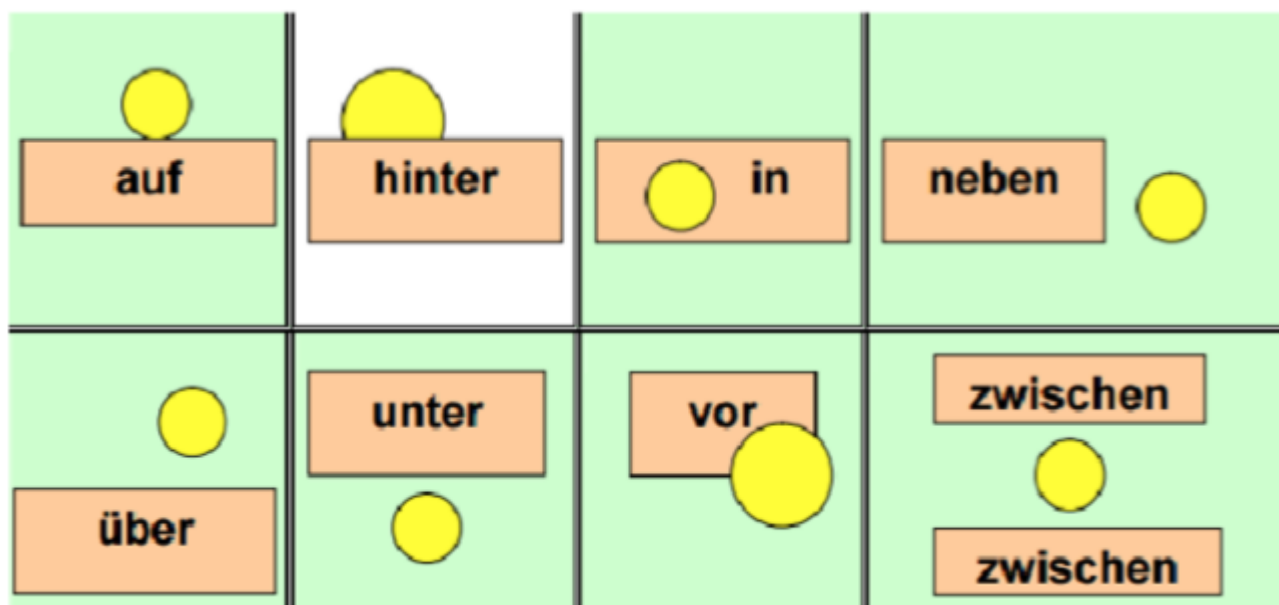 auf
hinter
in
neben
über
unter
vor
zwischen
zwischen